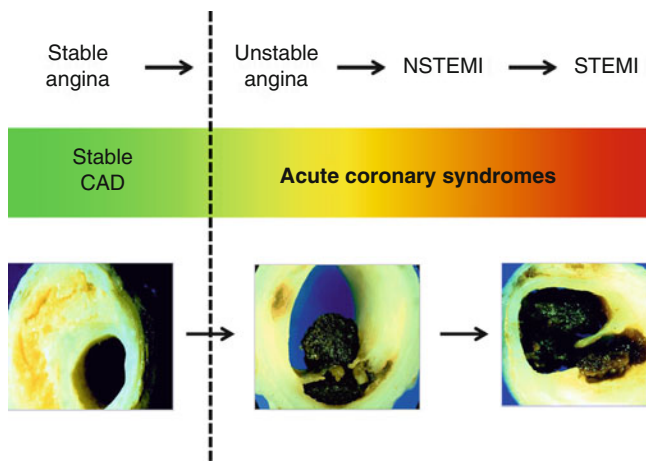 Stable
angina
Unstable
angina
NSTEMI
STEMI
Stable
CAD
Acute coronary syndromes